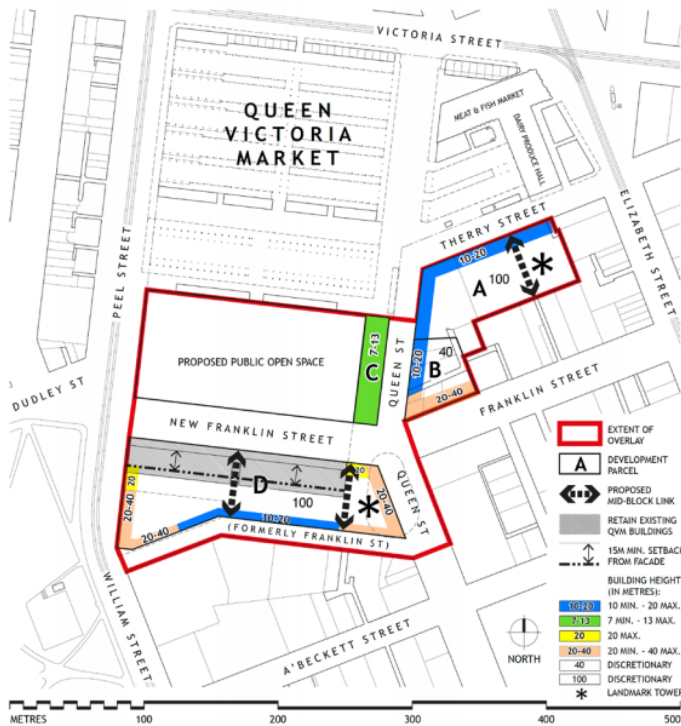 VICTORIA STREET
QUEEN
VICTORIA
MARKET
MEAT & FISH MARKET
DAIRY PRODUCE HALL
ELIZABETH STREET
THERRY STREET
PEEL STREET
10-20
A
100
*
PROPOSED PUBLIC OPEN SPACE
7-13
C
QUEEN ST
10-20
40
B
20-40
FRANKLIN STREET
DUDLEY ST
NEW FRANKLIN STREET
20
D
20
100
*
20-40
QUEEN ST
20-40
20-40
10-20
(FORMERLY FRANKLIN ST)
WILLIAM STREET
A'BECKETT STREET
EXTENT OF
OVERLAY
A
DEVELOPMENT
PARCEL
PROPOSED
MID-BLOCK LINK
RETAIN EXISTING
QVM BUILDINGS
15M MIN. SETBACK
FROM FACADE
BUILDING HEIGHT
(IN METRES):
10-20 10 MIN. - 20 MAX.
7-13 7 MIN. - 13 MAX.
20 20 MAX.
20-40 20 MIN. - 40 MAX.
40 DISCRETIONARY
100 DISCRETIONARY
* LANDMARK TOWER
NORTH
METRES 100 200 300 400 500